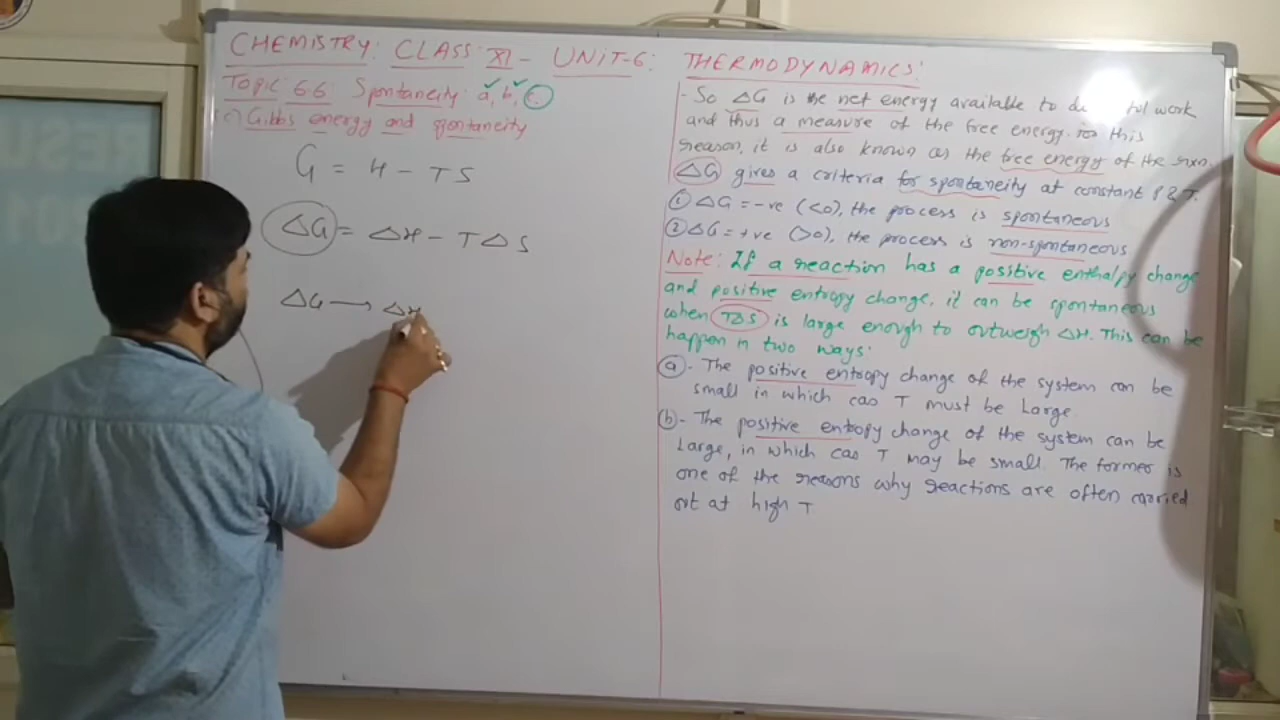 CHEMISTRY: CLASS XI - UNIT-6: THERMODYNAMICS:
Topic 6.6: Spontaneity: a, b, c.
c) Gibbs energy and spontaneity
G = H - TS
ΔG = ΔH - TΔS
ΔG → ΔH
- So ΔG is the net energy available to do work
and thus a measure of the free energy. For this
reason, it is also known as the free energy of the rxn.
ΔG gives a criteria for spontaneity at constant P & T.
① ΔG = -ve (<0), the process is spontaneous
② ΔG = +ve (>0), the process is non-spontaneous
Note: If a reaction has a positive enthalpy change
and positive entropy change, it can be spontaneous
when TΔS is large enough to outweigh ΔH. This can be
happen in two ways:
(a)- The positive entropy change of the system can be
small in which cas T must be Large.
(b)- The positive entropy change of the system can be
Large, in which cas T may be small. The former is
one of the reasons why reactions are often carried
out at high T
RESU